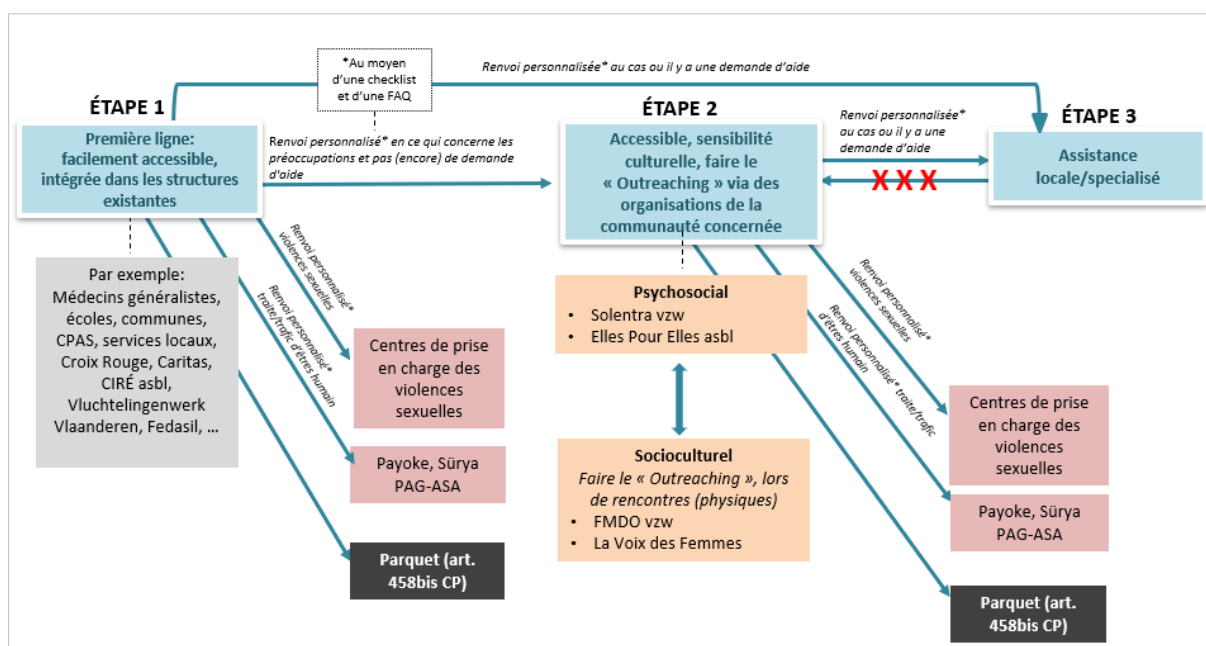 *Au moyen
d'une checklist
et d'une FAQ
Renvoi personnalisée* au cas ou il y a une demande d'aide
ÉTAPE 1
Première ligne:
facilement accessible,
intégrée dans les structures
existantes
Renvoi personnalisé* en ce qui concerne les
préoccupations et pas (encore) de demande
d'aide
ÉTAPE 2
Accessible, sensibilité
culturelle, faire le
« Outreaching » via des
organisations de la
communauté concernée
Renvoi personnalisée*
au cas ou il y a une
demande d'aide
XXX
ÉTAPE 3
Assistance
locale/specialisé
Par exemple:
Médecins généralistes,
écoles, communes,
CPAS, services locaux,
Croix Rouge, Caritas,
CIRÉ asbl,
Vluchtelingenwerk
Vlaanderen, Fedasil, ...
Renvoi personnalisé*
violences sexuelles
Renvoi personnalisé*
traite/trafic d'êtres humain
Centres de prise
en charge des
violences
sexuelles
Payoke, Sürya
PAG-ASA
Parquet (art.
458bis CP)
Psychosocial
• Solentra vzw
• Elles Pour Elles asbl
Socioculturel
Faire le « Outreaching », lors
de rencontres (physiques)
• FMDO vzw
• La Voix des Femmes
Renvoi personnalisé*
violences sexuelles
Renvoi personnalisé* traite/trafic
d'êtres humain
Centres de prise
en charge des
violences
sexuelles
Payoke, Sürya
PAG-ASA
Parquet (art.
458bis CP)